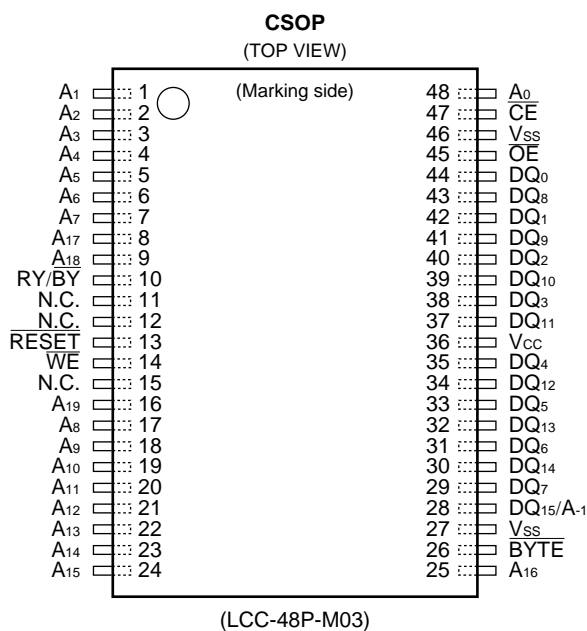 CSOP
(TOP VIEW)
(Marking side)
A1 1 48 A0
A2 2 47 CE
A3 3 46 VSS
A4 4 45 OE
A5 5 44 DQ0
A6 6 43 DQ8
A7 7 42 DQ1
A17 8 41 DQ9
A18 9 40 DQ2
RY/BY 10 39 DQ10
N.C. 11 38 DQ3
N.C. 12 37 DQ11
RESET 13 36 VCC
WE 14 35 DQ4
N.C. 15 34 DQ12
A19 16 33 DQ5
A8 17 32 DQ13
A9 18 31 DQ6
A10 19 30 DQ14
A11 20 29 DQ7
A12 21 28 DQ15/A-1
A13 22 27 VSS
A14 23 26 BYTE
A15 24 25 A16
(LCC-48P-M03)